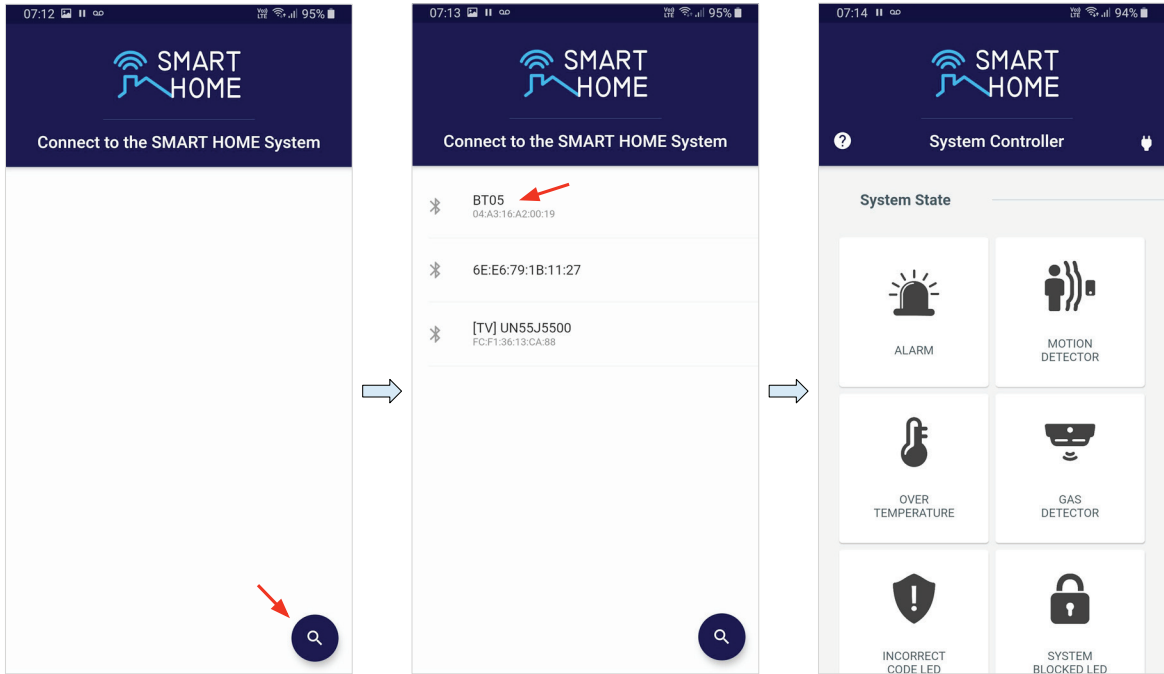 07:12
95%
SMART
HOME
Connect to the SMART HOME System
07:13
95%
SMART
HOME
Connect to the SMART HOME System
BT05
04:A3:16:A2:00:19
6E:E6:79:1B:11:27
[TV] UN55J5500
FC:F1:36:13:CA:88
07:14
94%
SMART
HOME
System Controller
System State
ALARM
MOTION
DETECTOR
OVER
TEMPERATURE
GAS
DETECTOR
INCORRECT
CODE LED
SYSTEM
BLOCKED LED